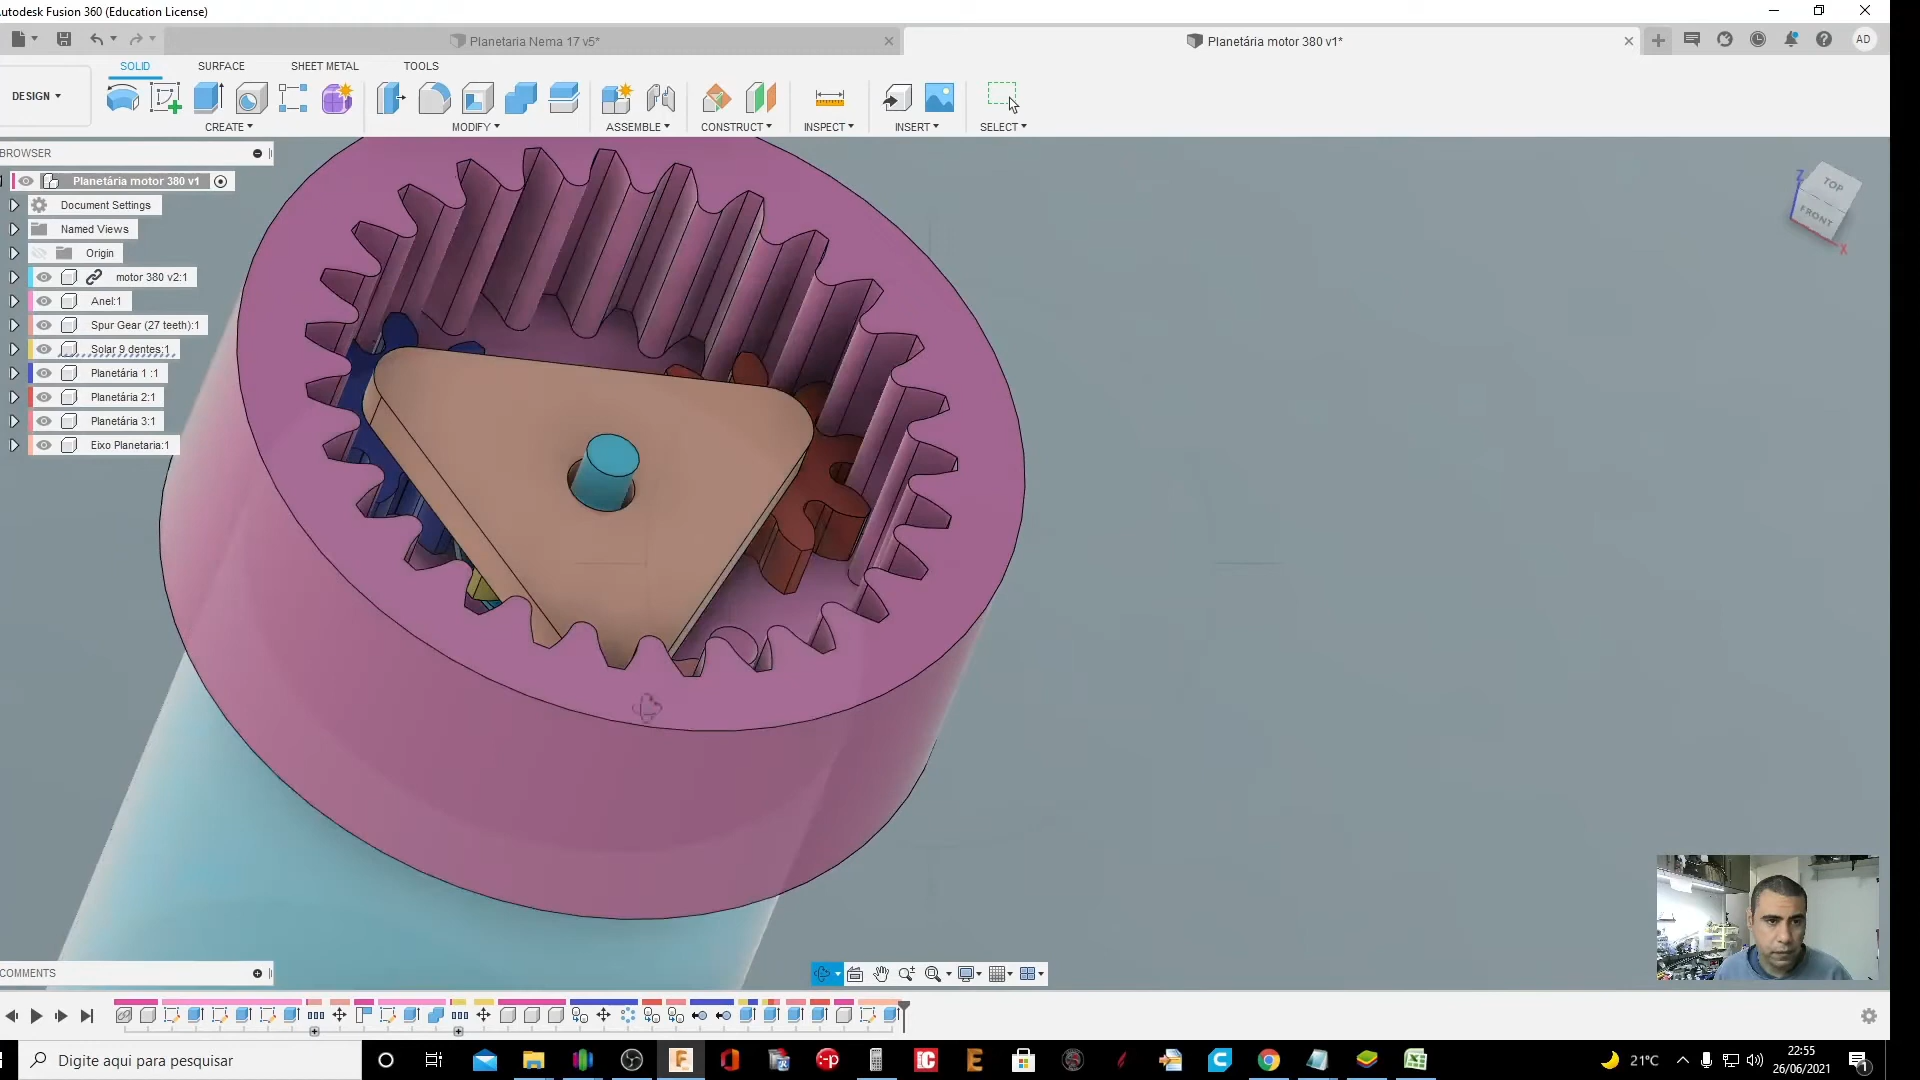 Autodesk Fusion 360 (Education License)
Planetaria Nema 17 v5*
Planetária motor 380 v1*
AD
SOLID
SURFACE
SHEET METAL
TOOLS
DESIGN
CREATE
MODIFY
ASSEMBLE
CONSTRUCT
INSPECT
INSERT
SELECT
BROWSER
Planetária motor 380 v1
Document Settings
Named Views
Origin
motor 380 v2:1
Anel:1
Spur Gear (27 teeth):1
Solar 9 dentes:1
Planetária 1 :1
Planetária 2:1
Planetária 3:1
Eixo Planetaria:1
Z
TOP
FRONT
X
COMMENTS
Digite aqui para pesquisar
21°C
22:55
26/06/2021
1